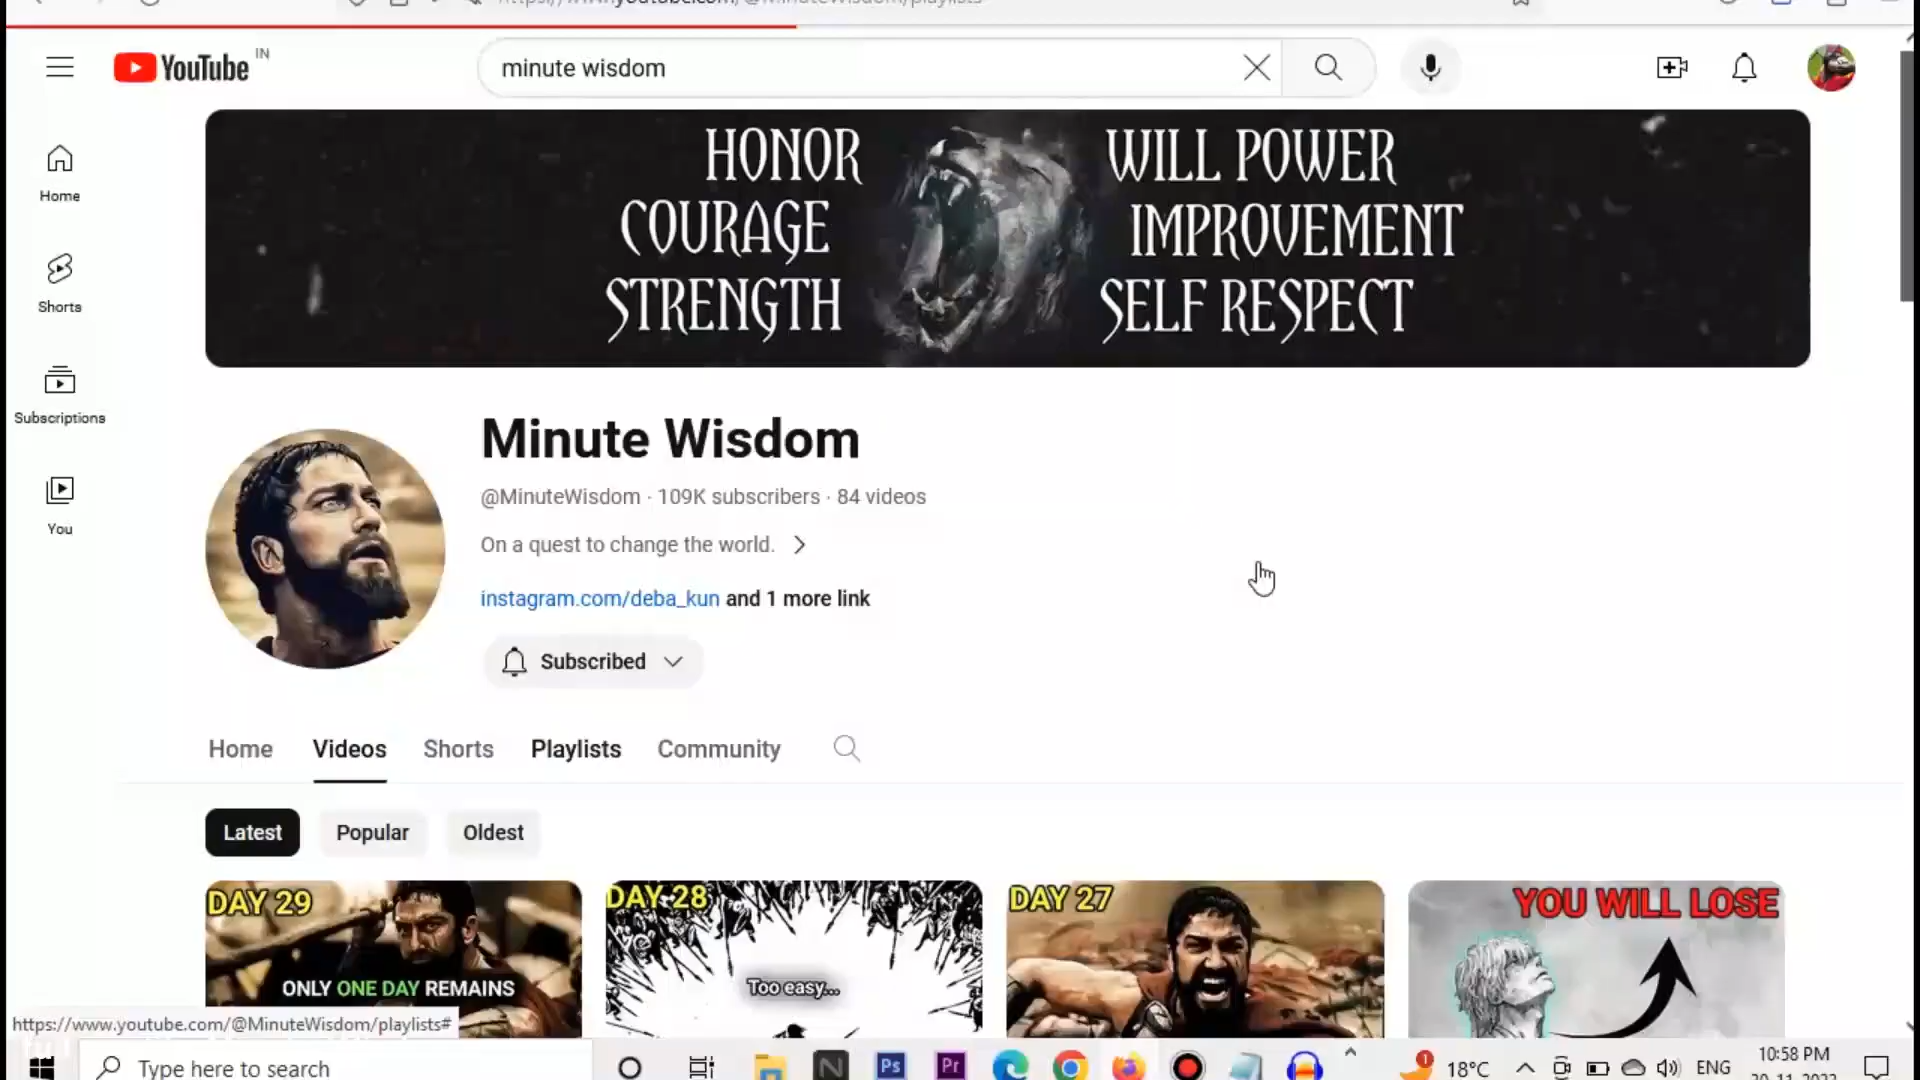 YouTube IN
minute wisdom
HONOR
COURAGE
STRENGTH
WILL POWER
IMPROVEMENT
SELF RESPECT
Home
Shorts
Subscriptions
You
Minute Wisdom
@MinuteWisdom · 109K subscribers · 84 videos
On a quest to change the world.
instagram.com/deba_kun and 1 more link
Subscribed
Home Videos Shorts Playlists Community
Latest Popular Oldest
DAY 29
ONLY ONE DAY REMAINS
DAY 28
Too easy...
DAY 27
YOU WILL LOSE
https://www.youtube.com/@MinuteWisdom/playlists#
Type here to search
N
Ps
Pr
1
18°C
ENG
10:58 PM